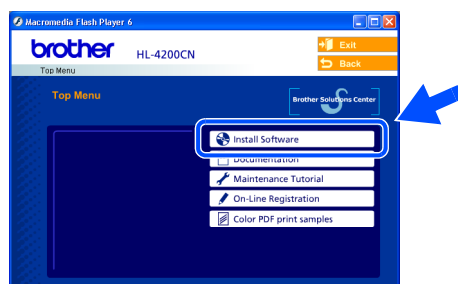 Macromedia Flash Player 6
brother
HL-4200CN
Exit
Back
Top Menu
Top Menu
Brother Solutions Center
Install Software
Documentation
Maintenance Tutorial
On-Line Registration
Color PDF print samples